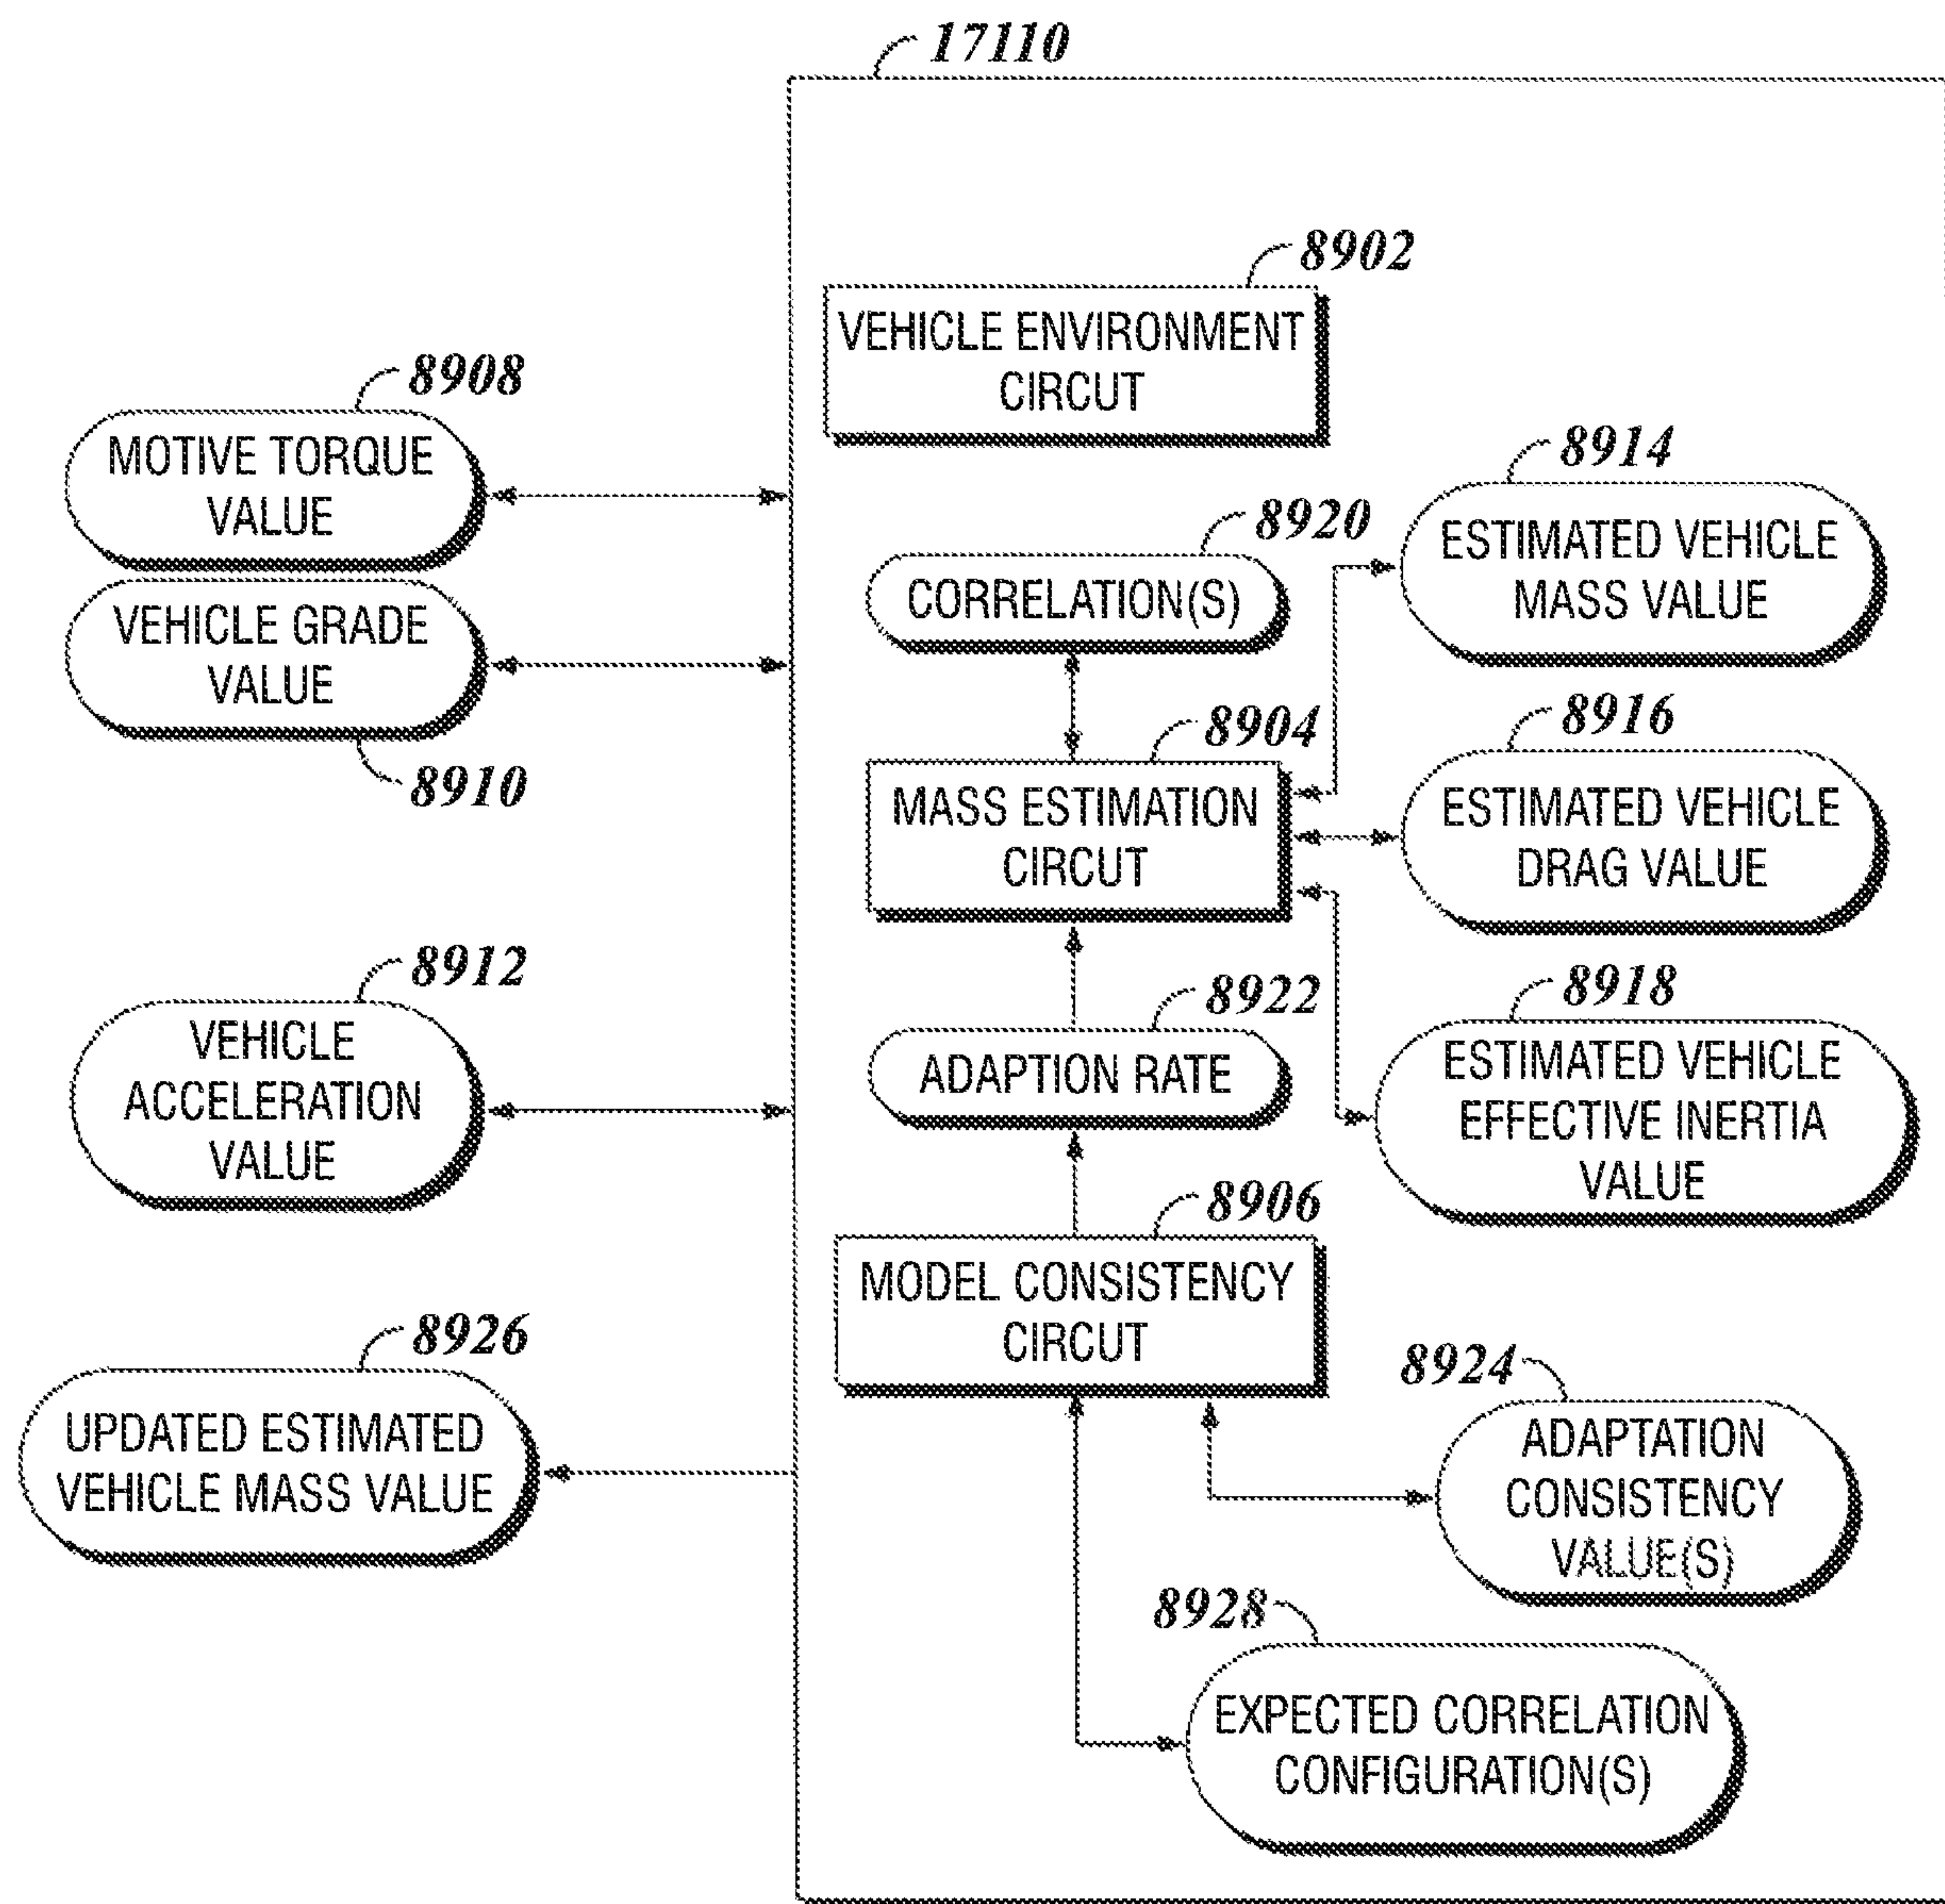 17110
8902
VEHICLE ENVIRONMENT
CIRCUT
8908
MOTIVE TORQUE
VALUE
VEHICLE GRADE
VALUE
8910
8914
ESTIMATED VEHICLE
MASS VALUE
8920
CORRELATION(S)
8904
MASS ESTIMATION
CIRCUT
8916
ESTIMATED VEHICLE
DRAG VALUE
8912
VEHICLE
ACCELERATION
VALUE
8922
ADAPTION RATE
8918
ESTIMATED VEHICLE
EFFECTIVE INERTIA
VALUE
8906
MODEL CONSISTENCY
CIRCUT
8926
UPDATED ESTIMATED
VEHICLE MASS VALUE
8924
ADAPTATION
CONSISTENCY
VALUE(S)
8928
EXPECTED CORRELATION
CONFIGURATION(S)